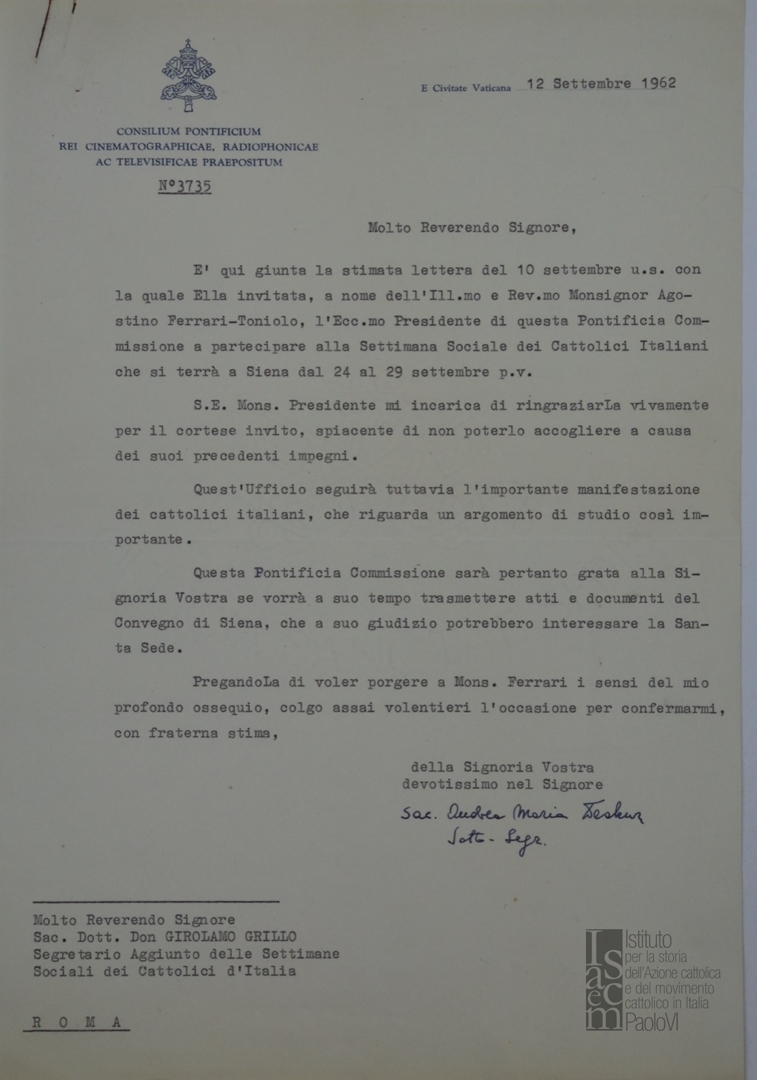 E Civitate Vaticana 12 Settembre 1962
CONSILIUM PONTIFICIUM
REI CINEMATOGRAPHICAE, RADIOPHONICAE
AC TELEVISIFICAE PRAEPOSITUM
N° 3735
Molto Reverendo Signore,
E' qui giunta la stimata lettera del 10 settembre u.s. con
la quale Ella invitata, a nome dell'Ill.mo e Rev.mo Monsignor Ago-
stino Ferrari-Toniolo, l'Ecc.mo Presidente di questa Pontificia Com-
missione a partecipare alla Settimana Sociale dei Cattolici Italiani
che si terrà a Siena dal 24 al 29 settembre p.v.
S.E. Mons. Presidente mi incarica di ringraziarLa vivamente
per il cortese invito, spiacente di non poterlo accogliere a causa
dei suoi precedenti impegni.
Quest'Ufficio seguirà tuttavia l'importante manifestazione
dei cattolici italiani, che riguarda un argomento di studio così im-
portante.
Questa Pontificia Commissione sarà pertanto grata alla Si-
gnoria Vostra se vorrà a suo tempo trasmettere atti e documenti del
Convegno di Siena, che a suo giudizio potrebbero interessare la San-
ta Sede.
PregandoLa di voler porgere a Mons. Ferrari i sensi del mio
profondo ossequio, colgo assai volentieri l'occasione per confermarmi,
con fraterna stima,
della Signoria Vostra
devotissimo nel Signore
Sac. Andrea Maria Deskur
Sotto-Segr.
Molto Reverendo Signore
Sac. Dott. Don GIROLAMO GRILLO
Segretario Aggiunto delle Settimane
Sociali dei Cattolici d'Italia
R O M A
Isacem
Istituto
per la storia
dell'Azione cattolica
e del movimento
cattolico in Italia
PaoloVI